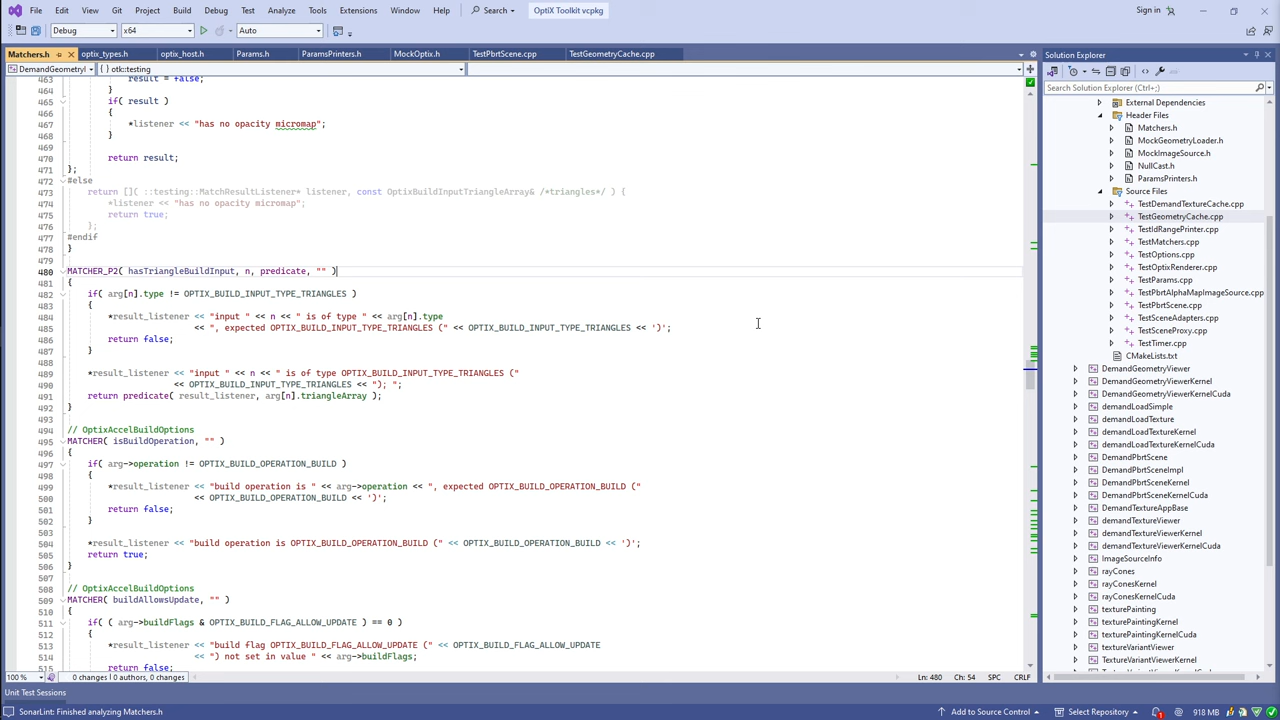 File Edit View Git Project Build Debug Test Analyze Tools Extensions Window Help Search OptiX Toolkit vcpkg Sign in
Debug x64 Auto
Matchers.h optix_types.h optix_host.h Params.h ParamsPrinters.h MockOptix.h TestPbrtScene.cpp TestGeometryCache.cpp
DemandGeometryl {} otk::testing
463 result = false;
464 }
465 if( result )
466 {
467 *listener << "has no opacity micromap";
468 }
469
470 return result;
471 };
472 #else
473 return []( ::testing::MatchResultListener* listener, const OptixBuildInputTriangleArray& /*triangles*/ ) {
474 *listener << "has no opacity micromap";
475 return true;
476 };
477 #endif
478 }
479
480 MATCHER_P2( hasTriangleBuildInput, n, predicate, "" )
481 {
482 if( arg[n].type != OPTIX_BUILD_INPUT_TYPE_TRIANGLES )
483 {
484 *result_listener << "input " << n << " is of type " << arg[n].type
485 << ", expected OPTIX_BUILD_INPUT_TYPE_TRIANGLES (" << OPTIX_BUILD_INPUT_TYPE_TRIANGLES << ')';
486 return false;
487 }
488
489 *result_listener << "input " << n << " is of type OPTIX_BUILD_INPUT_TYPE_TRIANGLES ("
490 << OPTIX_BUILD_INPUT_TYPE_TRIANGLES << "); ";
491 return predicate( result_listener, arg[n].triangleArray );
492 }
493
494 // OptixAccelBuildOptions
495 MATCHER( isBuildOperation, "" )
496 {
497 if( arg->operation != OPTIX_BUILD_OPERATION_BUILD )
498 {
499 *result_listener << "build operation is " << arg->operation << ", expected OPTIX_BUILD_OPERATION_BUILD ("
500 << OPTIX_BUILD_OPERATION_BUILD << ')';
501 return false;
502 }
503
504 *result_listener << "build operation is OPTIX_BUILD_OPERATION_BUILD (" << OPTIX_BUILD_OPERATION_BUILD << ')';
505 return true;
506 }
507
508 // OptixAccelBuildOptions
509 MATCHER( buildAllowsUpdate, "" )
510 {
511 if( ( arg->buildFlags & OPTIX_BUILD_FLAG_ALLOW_UPDATE ) == 0 )
512 {
513 *result_listener << "build flag OPTIX_BUILD_FLAG_ALLOW_UPDATE (" << OPTIX_BUILD_FLAG_ALLOW_UPDATE
514 << ") not set in value " << arg->buildFlags;
515 return false;
100 % 0 changes | 0 authors, 0 changes Ln: 480 Ch: 54 SPC CRLF
Solution Explorer
Search Solution Explorer (Ctrl+;)
External Dependencies
Header Files
Matchers.h
MockGeometryLoader.h
MockImageSource.h
NullCast.h
ParamsPrinters.h
Source Files
TestDemandTextureCache.cpp
TestGeometryCache.cpp
TestIdRangePrinter.cpp
TestMatchers.cpp
TestOptions.cpp
TestOptixRenderer.cpp
TestParams.cpp
TestPbrtAlphaMapImageSource.cpp
TestPbrtScene.cpp
TestSceneAdapters.cpp
TestSceneProxy.cpp
TestTimer.cpp
CMakeLists.txt
DemandGeometryViewer
DemandGeometryViewerKernel
DemandGeometryViewerKernelCuda
demandLoadSimple
demandLoadTexture
demandLoadTextureKernel
demandLoadTextureKernelCuda
DemandPbrtScene
DemandPbrtSceneImpl
DemandPbrtSceneKernel
DemandPbrtSceneKernelCuda
DemandTextureAppBase
demandTextureViewer
demandTextureViewerKernel
demandTextureViewerKernelCuda
ImageSourceInfo
rayCones
rayConesKernel
rayConesKernelCuda
texturePainting
texturePaintingKernel
texturePaintingKernelCuda
textureVariantViewer
TextureVariantViewerKernel
Unit Test Sessions
SonarLint: Finished analyzing Matchers.h Add to Source Control Select Repository 1 918 MB